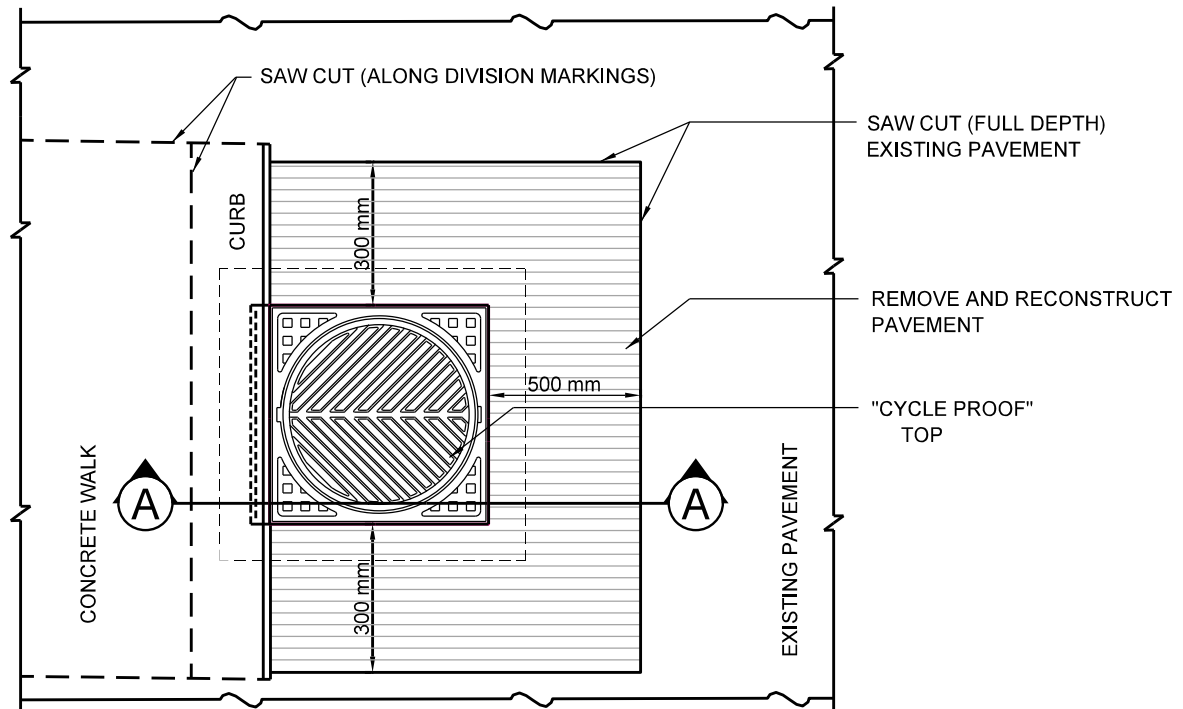 SAW CUT (ALONG DIVISION MARKINGS)
SAW CUT (FULL DEPTH)
EXISTING PAVEMENT
CURB
300 mm
REMOVE AND RECONSTRUCT
PAVEMENT
500 mm
"CYCLE PROOF"
TOP
CONCRETE WALK
A
A
EXISTING PAVEMENT
300 mm